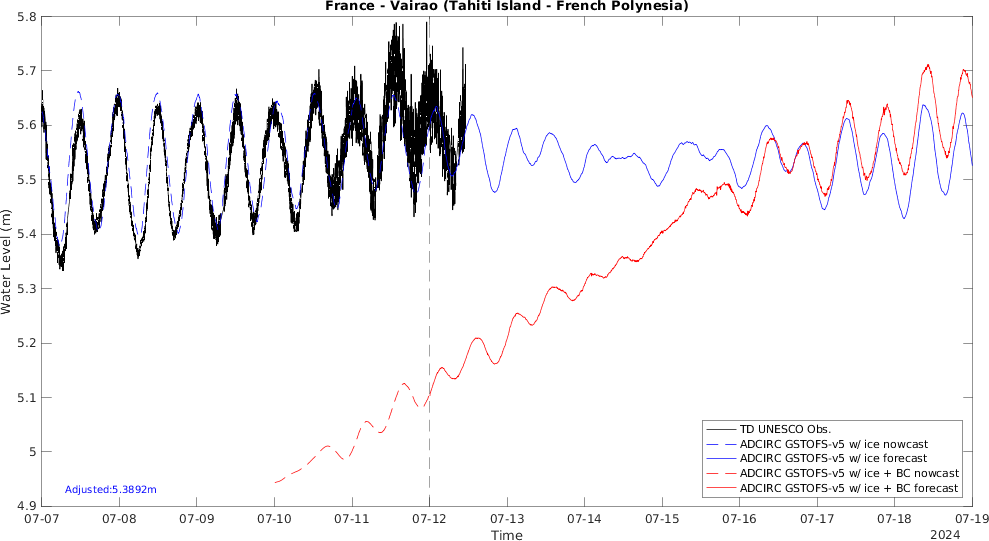 France - Vairao (Tahiti Island - French Polynesia)
5.8
5.7
5.6
5.5
5.4
5.3
5.2
5.1
5
4.9
Water Level (m)
Adjusted:5.3892m
TD UNESCO Obs.
ADCIRC GSTOFS-v5 w/ ice nowcast
ADCIRC GSTOFS-v5 w/ ice forecast
ADCIRC GSTOFS-v5 w/ ice + BC nowcast
ADCIRC GSTOFS-v5 w/ ice + BC forecast
07-07 07-08 07-09 07-10 07-11 07-12 07-13 07-14 07-15 07-16 07-17 07-18 07-19
Time
2024